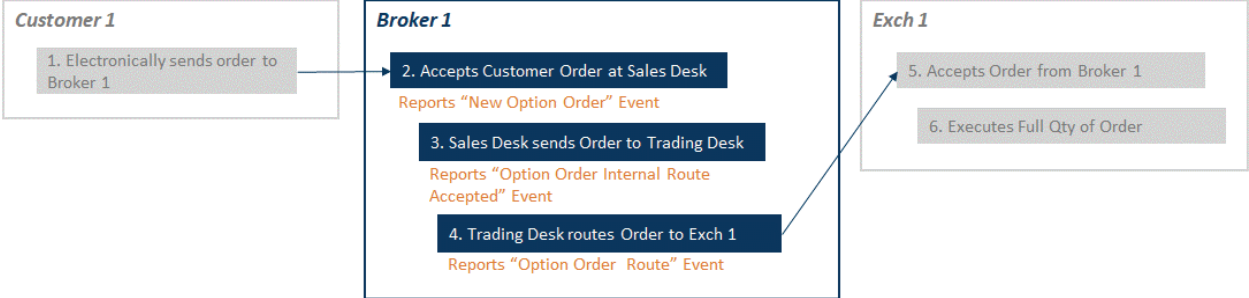 Customer 1
1. Electronically sends order to
Broker 1
Broker 1
2. Accepts Customer Order at Sales Desk
Reports “New Option Order” Event
3. Sales Desk sends Order to Trading Desk
Reports “Option Order Internal Route
Accepted” Event
4. Trading Desk routes Order to Exch 1
Reports “Option Order Route” Event
Exch 1
5. Accepts Order from Broker 1
6. Executes Full Qty of Order